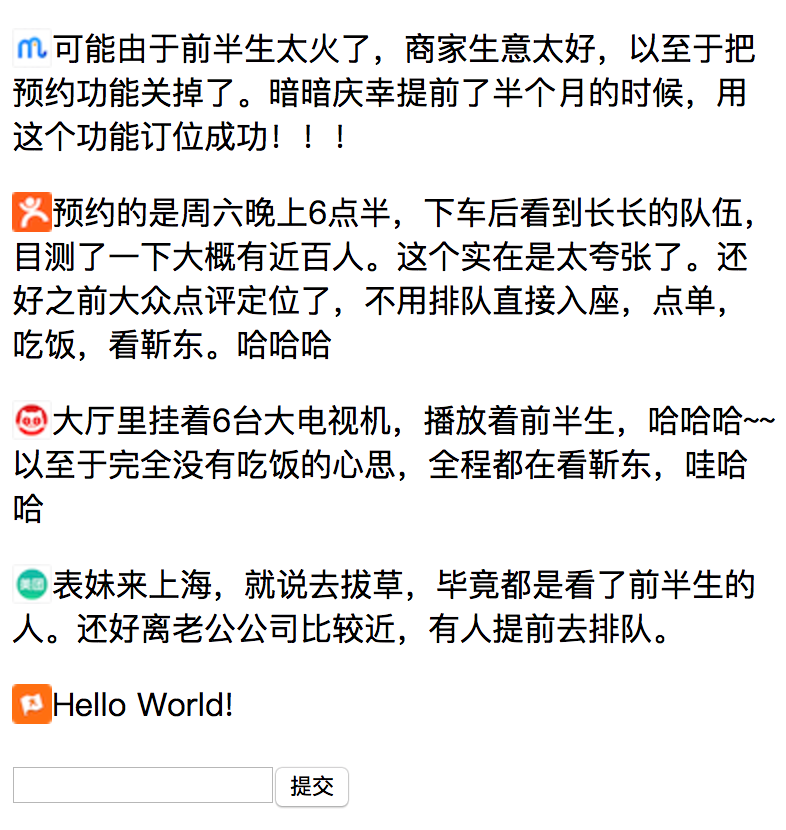 可能由于前半生太火了，商家生意太好，以至于把
预约功能关掉了。暗暗庆幸提前了半个月的时候，用
这个功能订位成功！！！
预约的是周六晚上6点半，下车后看到长长的队伍，
目测了一下大概有近百人。这个实在是太夸张了。还
好之前大众点评定位了，不用排队直接入座，点单，
吃饭，看靳东。哈哈哈
大厅里挂着6台大电视机，播放着前半生，哈哈哈~~
以至于完全没有吃饭的心思，全程都在看靳东，哇哈
哈
美团表妹来上海，就说去拔草，毕竟都是看了前半生的
人。还好离老公公司比较近，有人提前去排队。
Hello World!
提交